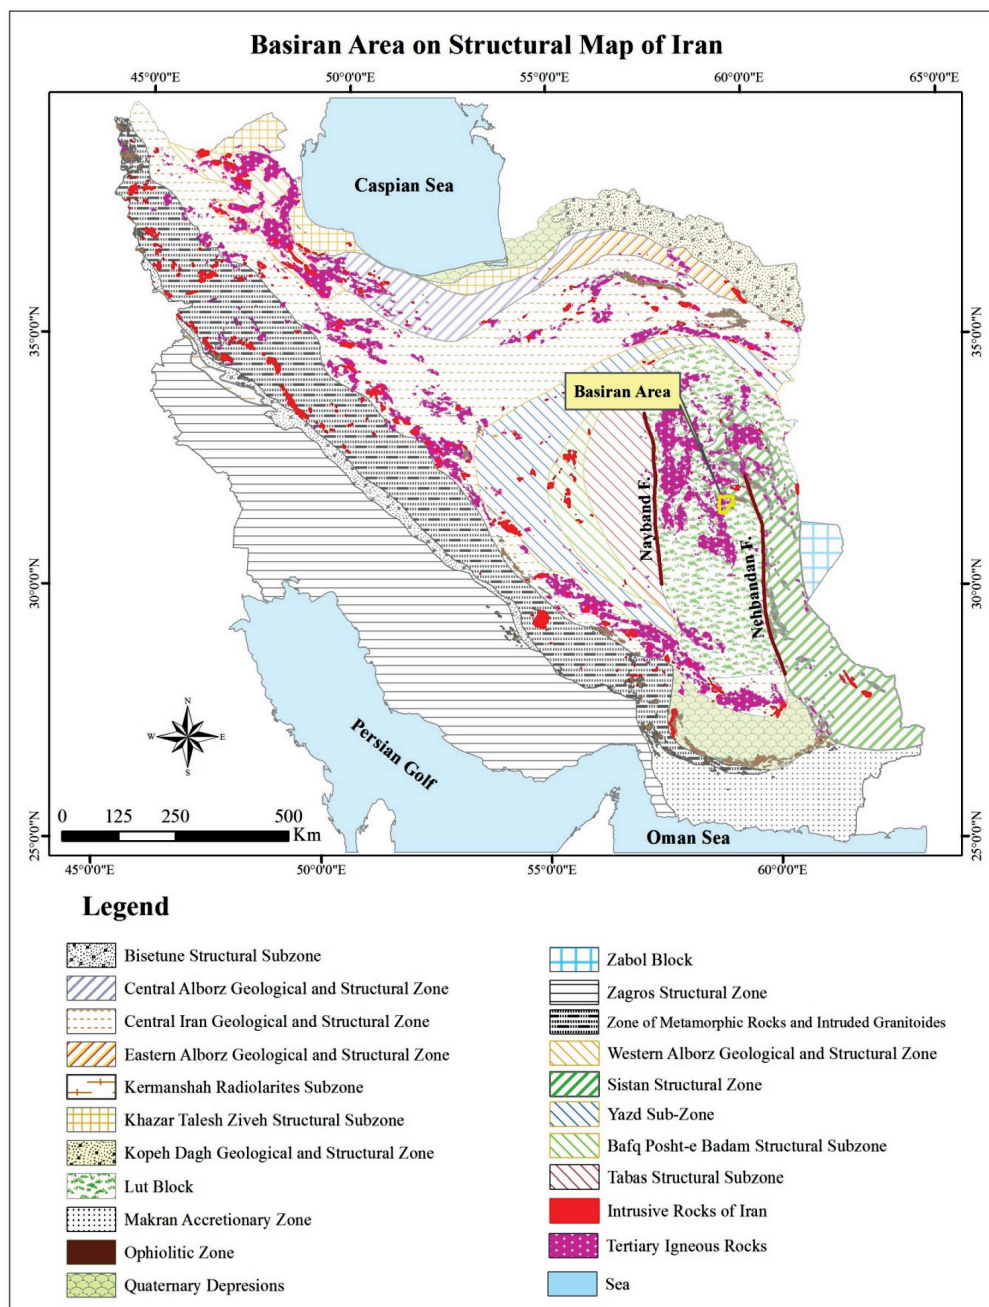 Basiran Area on Structural Map of Iran
45°0'0"E 50°0'0"E 55°0'0"E 60°0'0"E 65°0'0"E
Caspian Sea
35°0'0"N
35°0'0"N
Basiran Area
Nayband F.
Nehbandan F.
30°0'0"N
30°0'0"N
N
W E
S
Persian Golf
0 125 250 500
Km
Oman Sea
25°0'0"N
25°0'0"N
45°0'0"E 50°0'0"E 55°0'0"E 60°0'0"E
Legend
Bisetune Structural Subzone
Central Alborz Geological and Structural Zone
Central Iran Geological and Structural Zone
Eastern Alborz Geological and Structural Zone
Kermanshah Radiolarites Subzone
Khazar Talesh Ziveh Structural Subzone
Kopeh Dagh Geological and Structural Zone
Lut Block
Makran Accretionary Zone
Ophiolitic Zone
Quaternary Depresions
Zabol Block
Zagros Structural Zone
Zone of Metamorphic Rocks and Intruded Granitoides
Western Alborz Geological and Structural Zone
Sistan Structural Zone
Yazd Sub-Zone
Bafq Posht-e Badam Structural Subzone
Tabas Structural Subzone
Intrusive Rocks of Iran
Tertiary Igneous Rocks
Sea